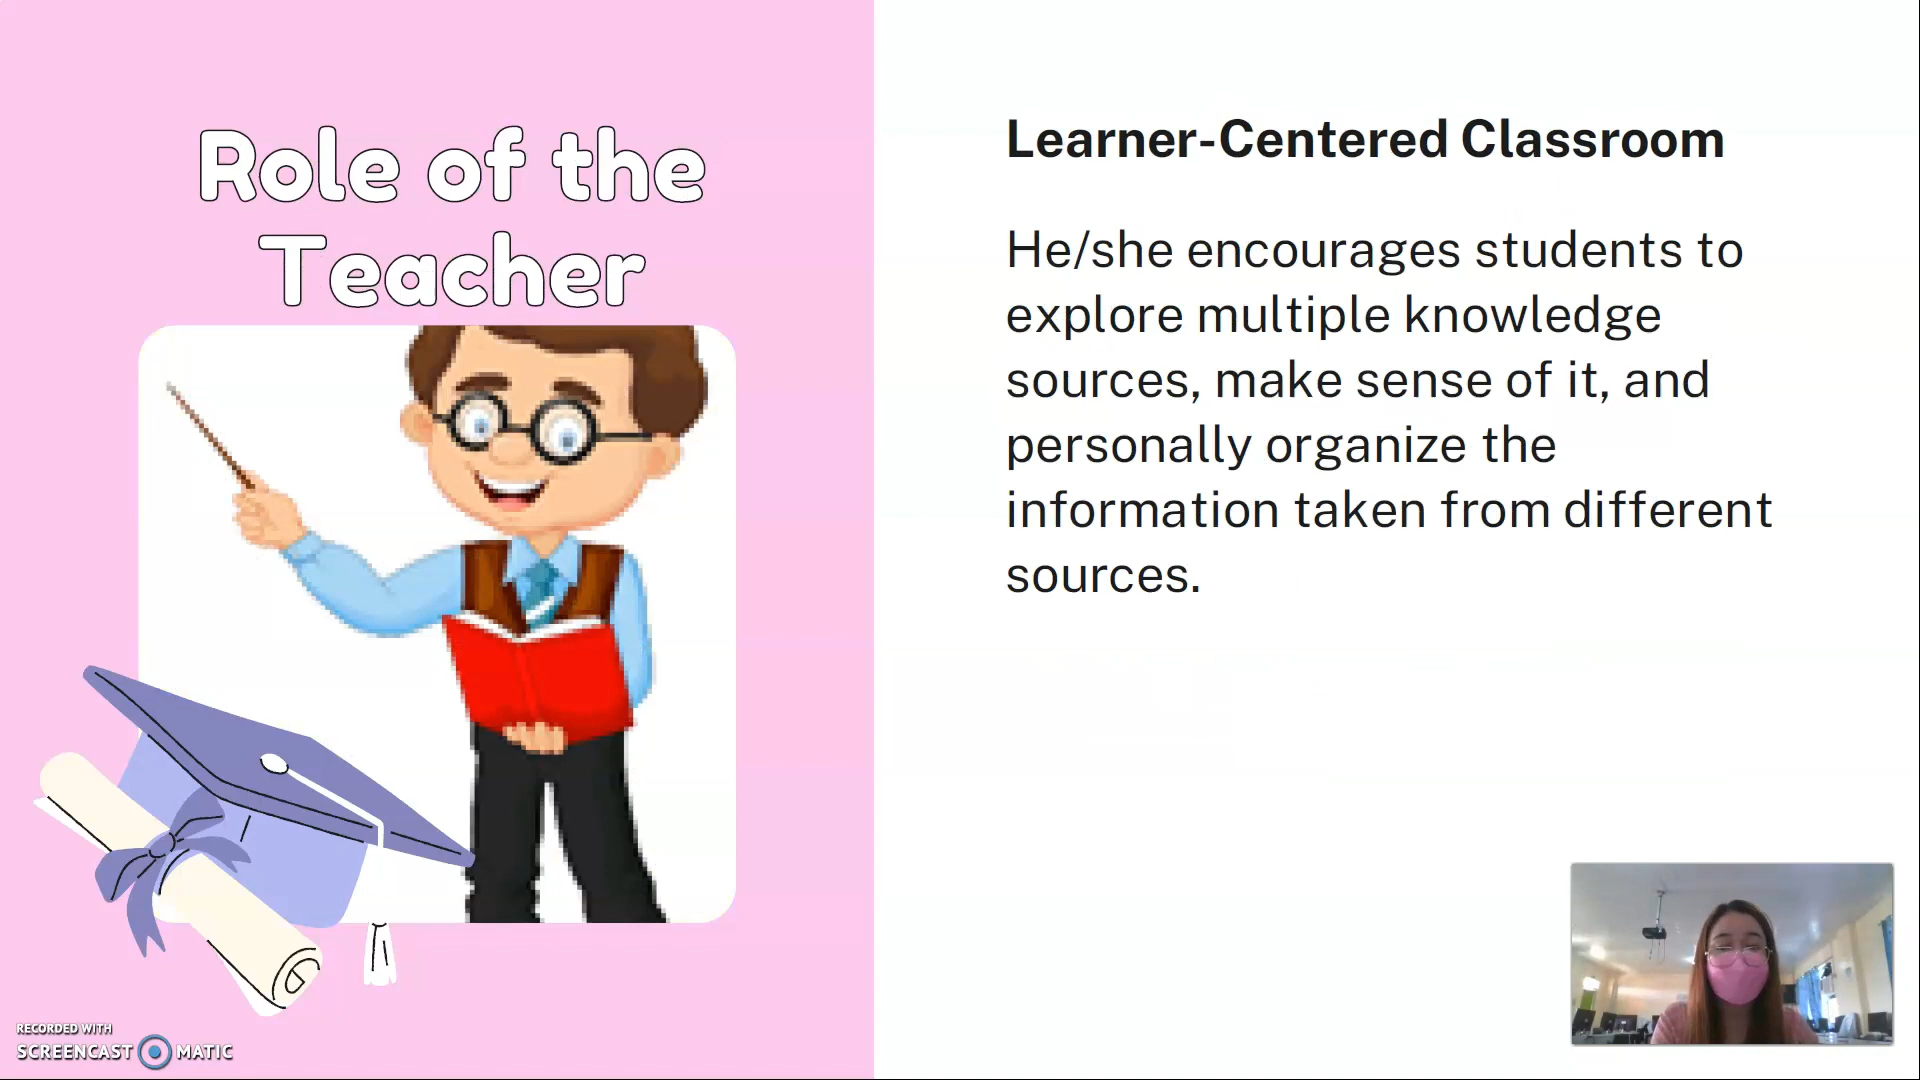 Role of the
Teacher
Learner-Centered Classroom
He/she encourages students to
explore multiple knowledge
sources, make sense of it, and
personally organize the
information taken from different
sources.
RECORDED WITH
SCREENCAST MATIC